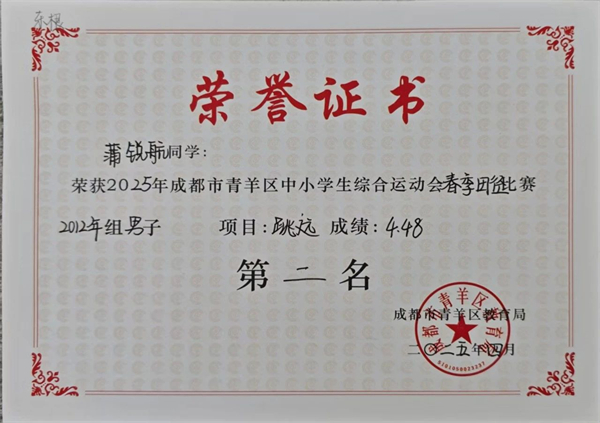 东根
荣誉证书
蒲锐航同学：
荣获2025年成都市青羊区中小学生综合运动会春季田径比赛
2012年组男子 项目：跳远 成绩：4.48
第二名
成都市青羊区教育局
二〇二五年四月